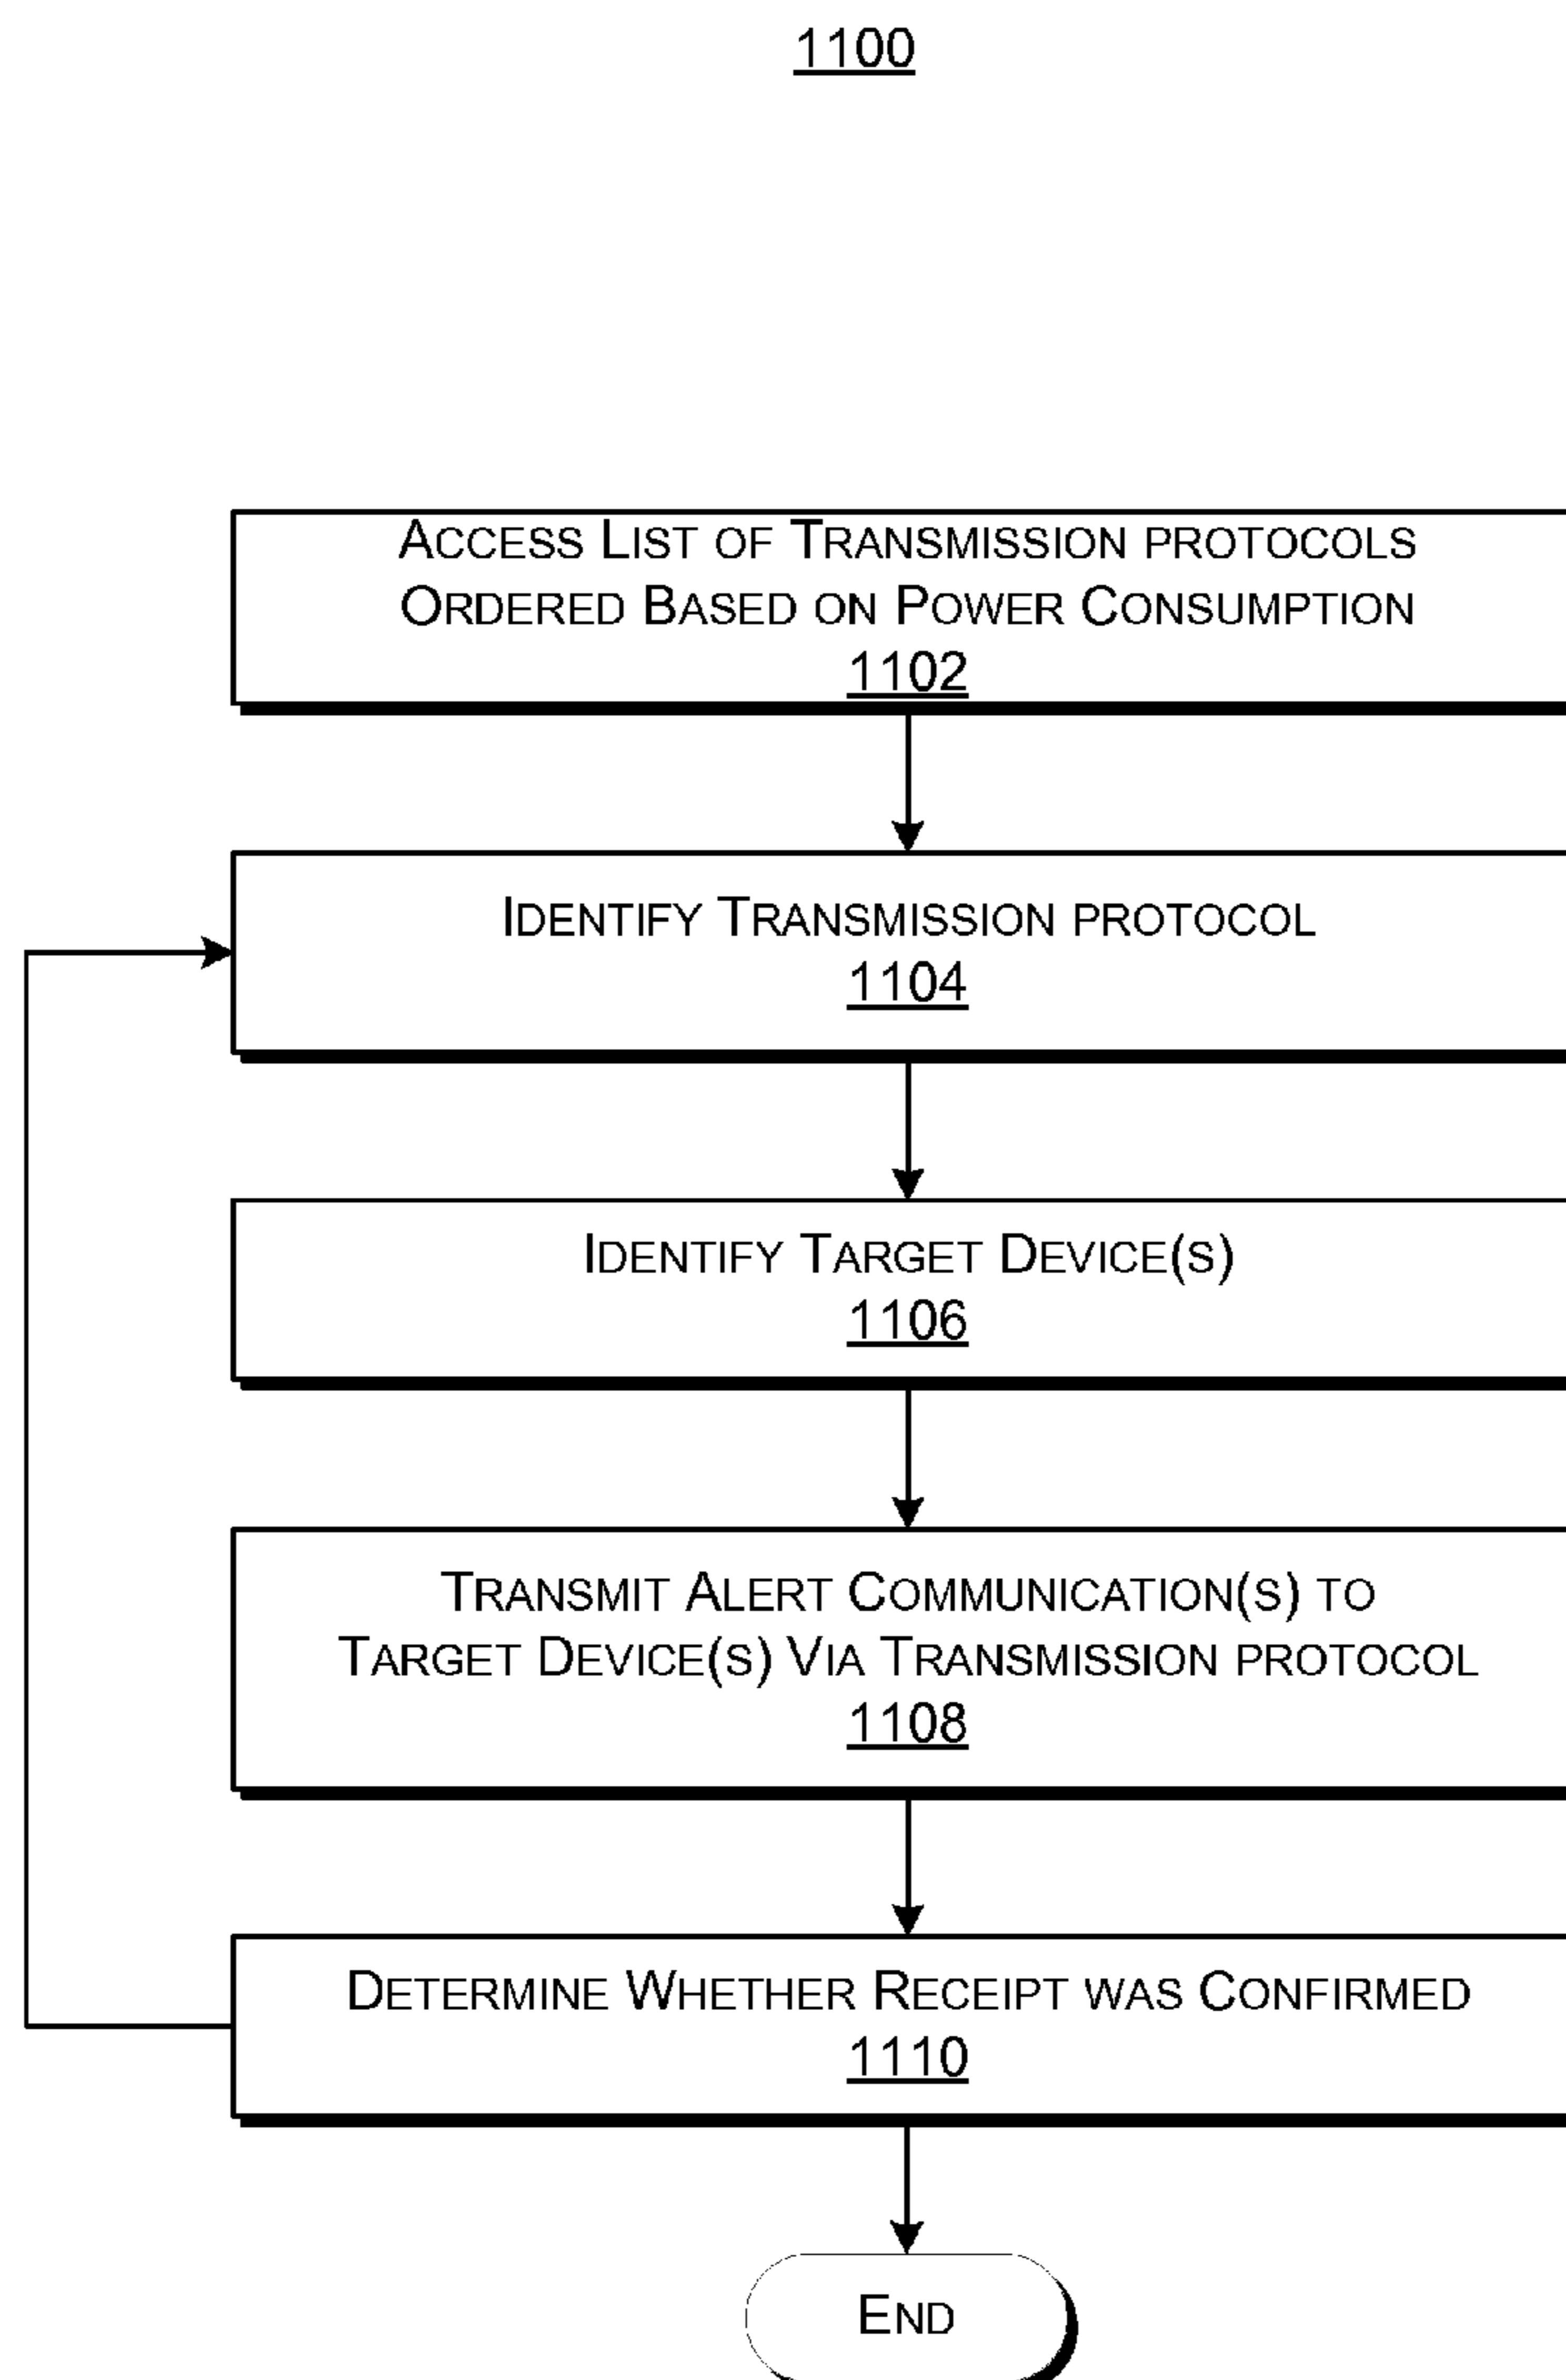 1100
ACCESS LIST OF TRANSMISSION PROTOCOLS
ORDERED BASED ON POWER CONSUMPTION
1102
IDENTIFY TRANSMISSION PROTOCOL
1104
IDENTIFY TARGET DEVICE(S)
1106
TRANSMIT ALERT COMMUNICATION(S) TO
TARGET DEVICE(S) VIA TRANSMISSION PROTOCOL
1108
DETERMINE WHETHER RECEIPT WAS CONFIRMED
1110
END